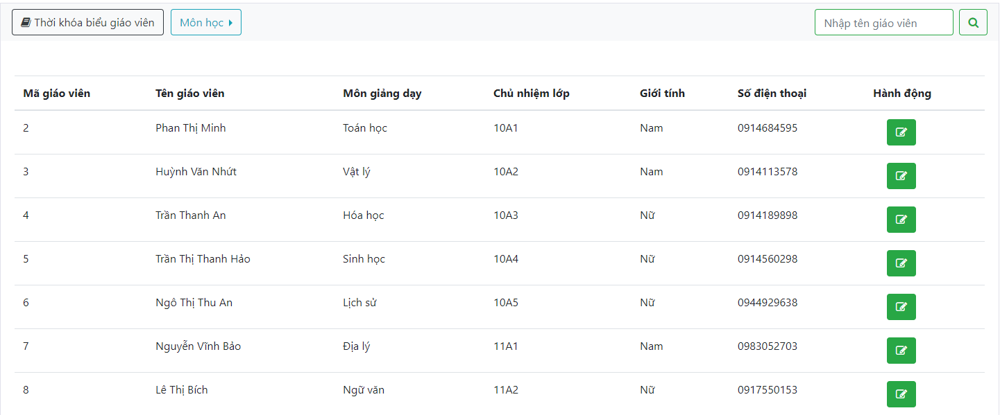 Thời khóa biểu giáo viên Môn học Nhập tên giáo viên
Mã giáo viên Tên giáo viên Môn giảng dạy Chủ nhiệm lớp Giới tính Số điện thoại Hành động
2 Phan Thị Minh Toán học 10A1 Nam 0914684595
3 Huỳnh Văn Nhứt Vật lý 10A2 Nam 0914113578
4 Trần Thanh An Hóa học 10A3 Nữ 0914189898
5 Trần Thị Thanh Hảo Sinh học 10A4 Nữ 0914560298
6 Ngô Thị Thu An Lịch sử 10A5 Nữ 0944929638
7 Nguyễn Vĩnh Bảo Địa lý 11A1 Nam 0983052703
8 Lê Thị Bích Ngữ văn 11A2 Nữ 0917550153